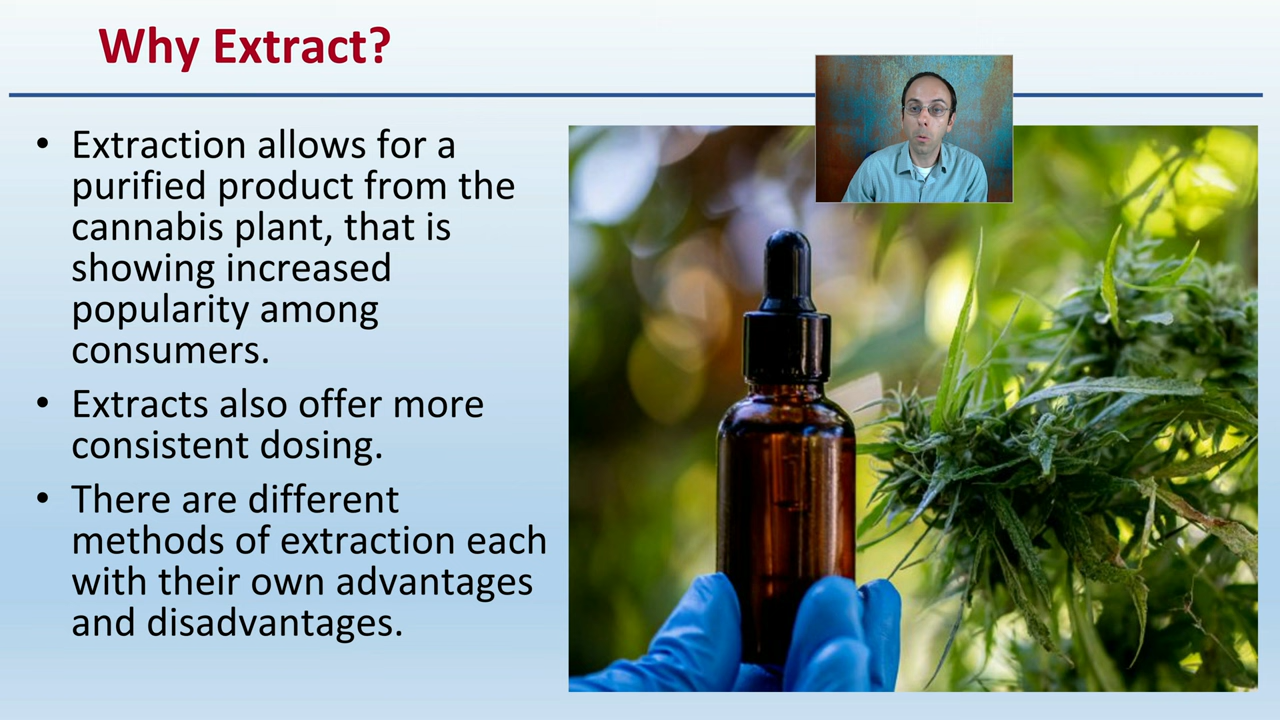 Why Extract?
• Extraction allows for a
purified product from the
cannabis plant, that is
showing increased
popularity among
consumers.
• Extracts also offer more
consistent dosing.
• There are different
methods of extraction each
with their own advantages
and disadvantages.